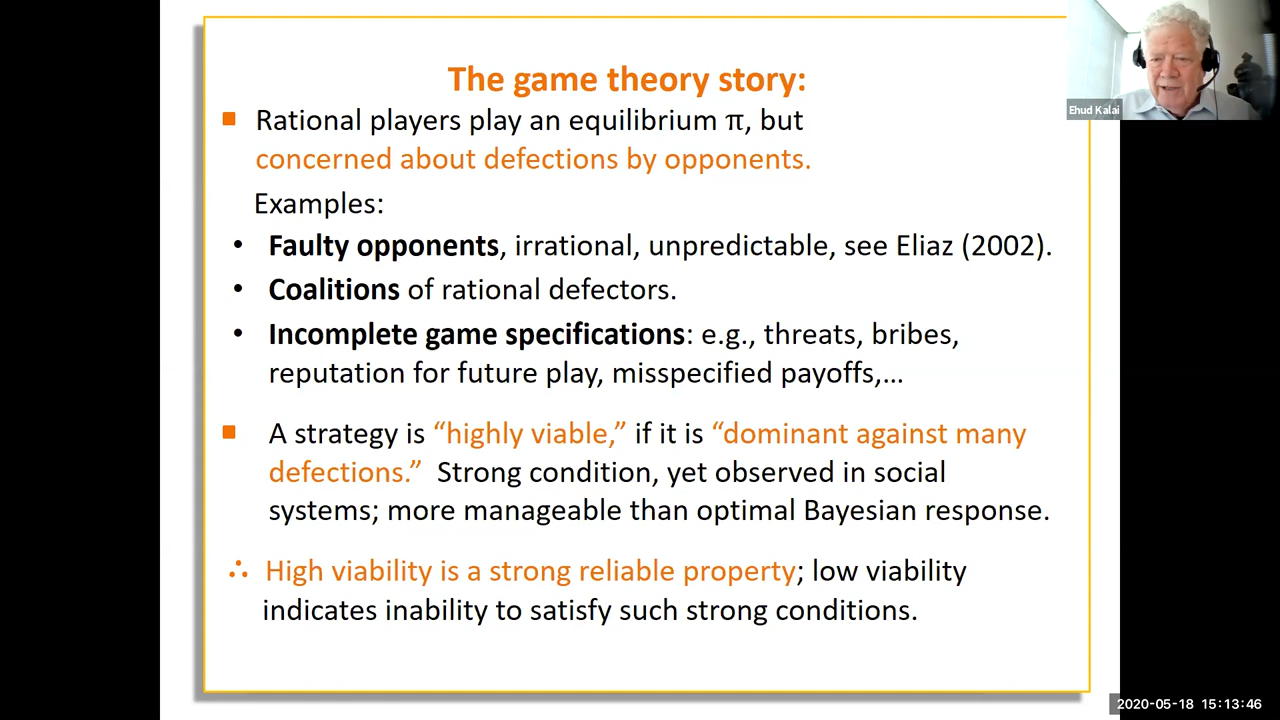 The game theory story:
Rational players play an equilibrium π, but
concerned about defections by opponents.
Examples:
• Faulty opponents, irrational, unpredictable, see Eliaz (2002).
• Coalitions of rational defectors.
• Incomplete game specifications: e.g., threats, bribes,
reputation for future play, misspecified payoffs,...
A strategy is “highly viable,” if it is “dominant against many
defections.” Strong condition, yet observed in social
systems; more manageable than optimal Bayesian response.
∴ High viability is a strong reliable property; low viability
indicates inability to satisfy such strong conditions.
Ehud Kalai
2020-05-18 15:13:46